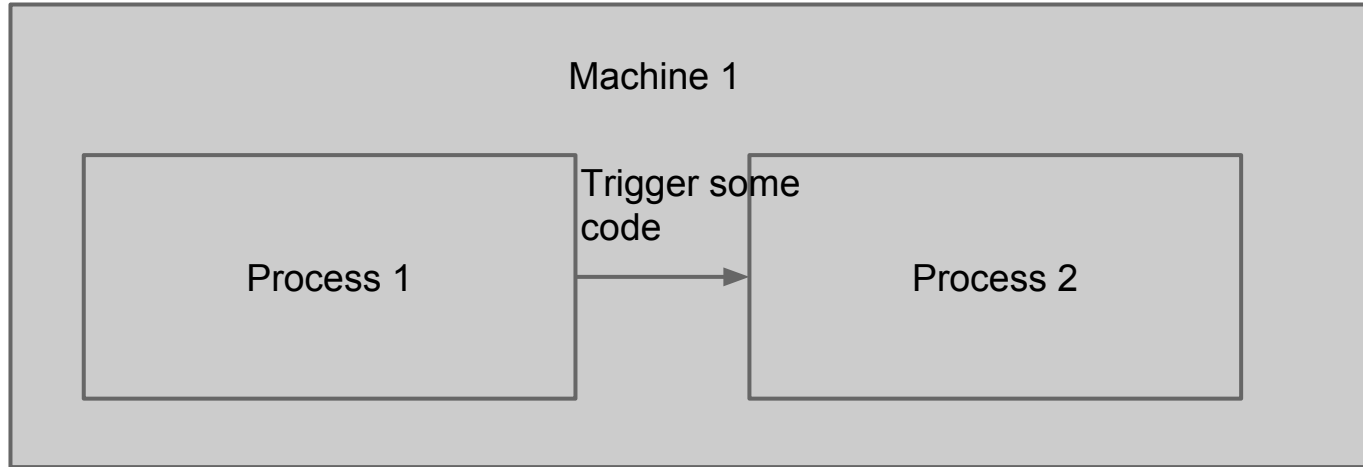 Machine 1
Trigger some
code
Process 1
Process 2